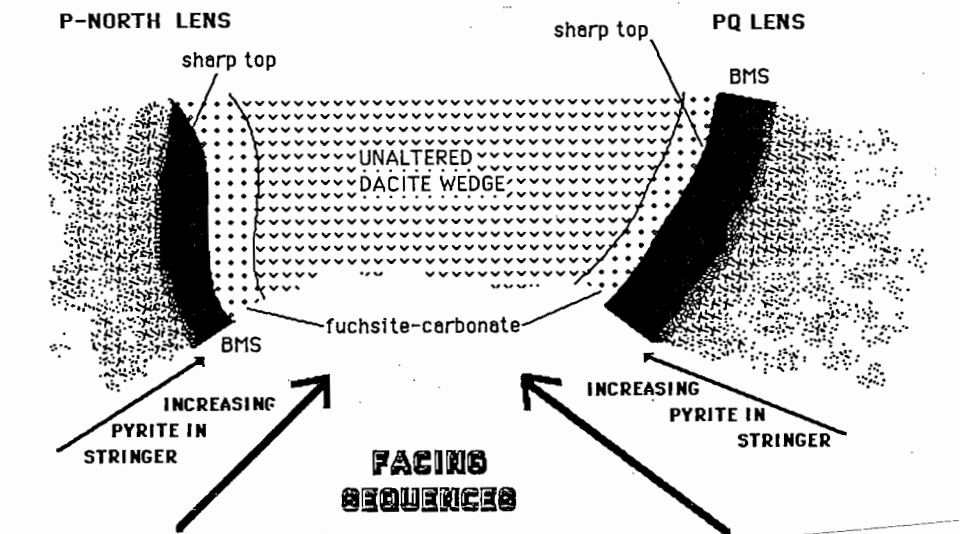 P-NORTH LENS
PQ LENS
sharp top
sharp top
BMS
UNALTERED
DACITE WEDGE
fuchsite-carbonate
BMS
INCREASING
PYRITE IN
STRINGER
INCREASING
PYRITE IN
STRINGER
FACING
SEQUENCES